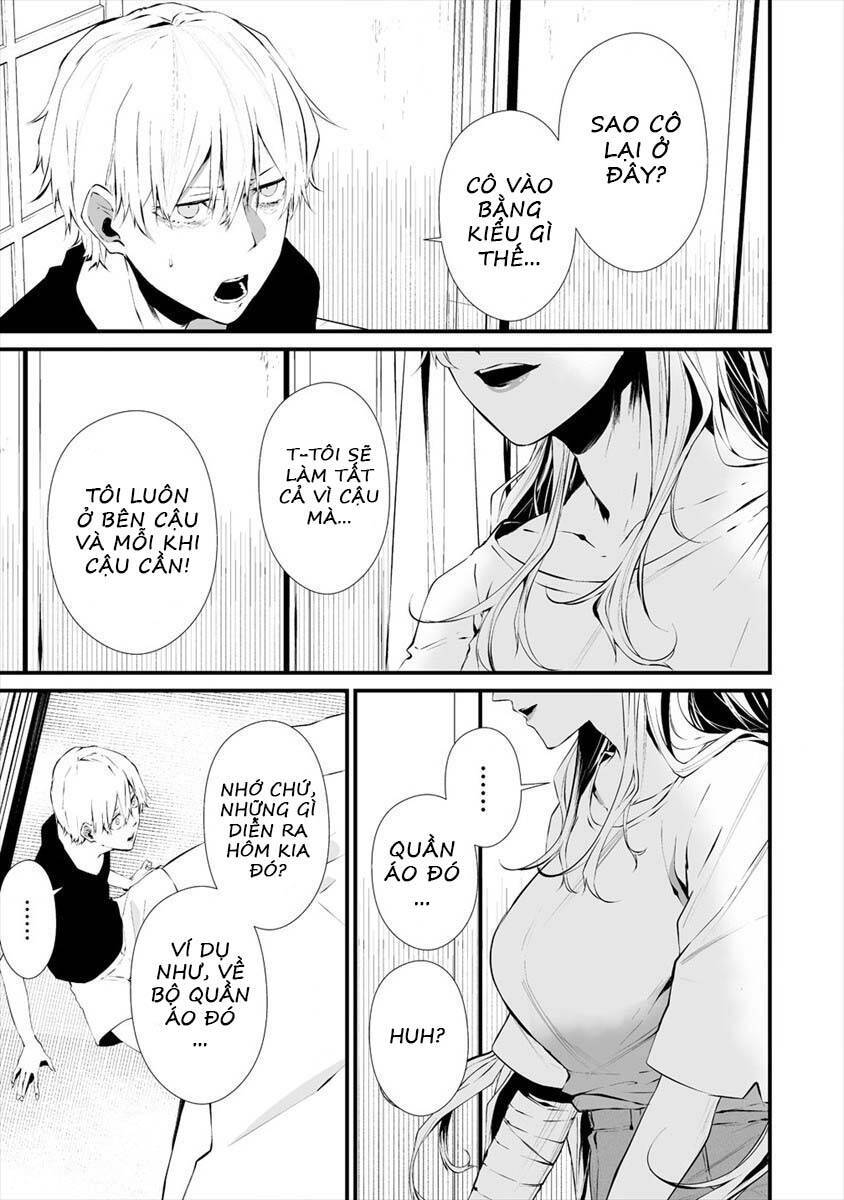 SAO CÔ
LẠI Ở
ĐÂY?
CÔ VÀO
BẰNG
KIỂU GÌ
THẾ...
T-TÔI SẼ
LÀM TẤT
CẢ VÌ CẬU
MÀ...
TÔI LUÔN
Ở BÊN CẬU
VÀ MỖI KHI
CẬU CẦN!
......
QUẦN
ÁO ĐÓ
...
HUH?
NHỚ CHỨ,
NHỮNG GÌ
DIỄN RA
HÔM KIA
ĐÓ?
VÍ DỤ
NHƯ, VỀ
BỘ QUẦN
ÁO ĐÓ
...
......